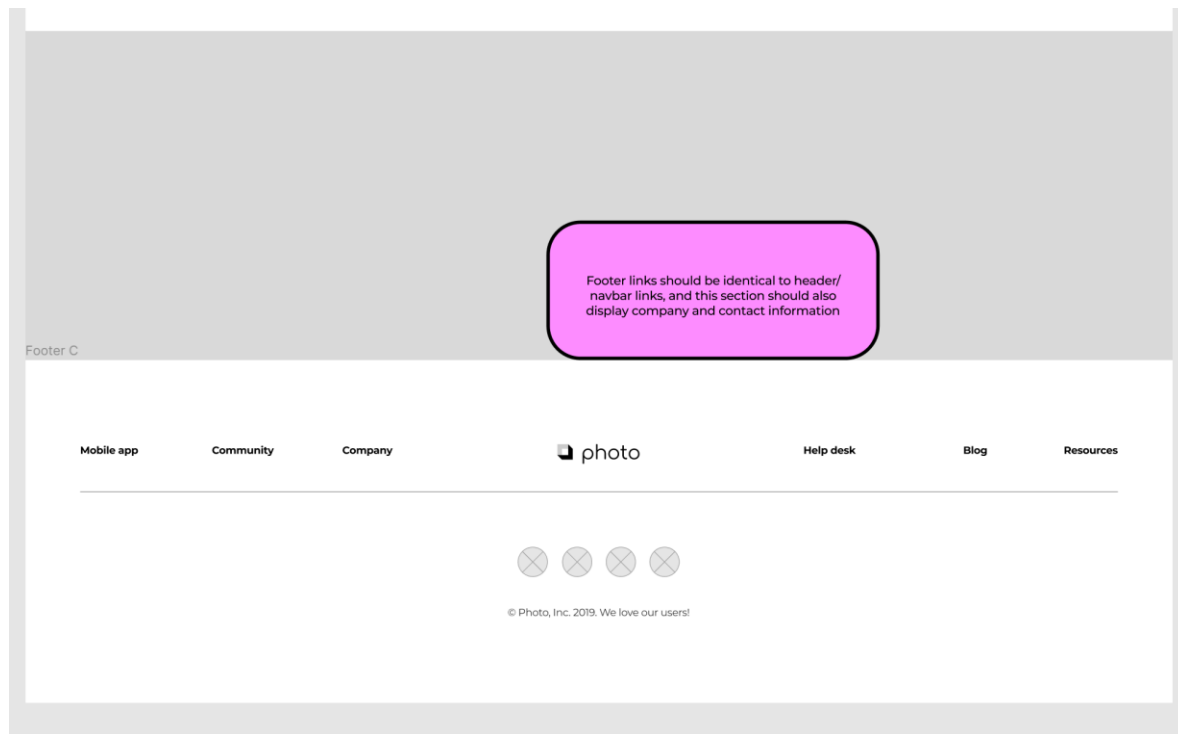 Footer links should be identical to header/
navbar links, and this section should also
display company and contact information
Footer C
Mobile app Community Company photo Help desk Blog Resources
© Photo, Inc. 2019. We love our users!